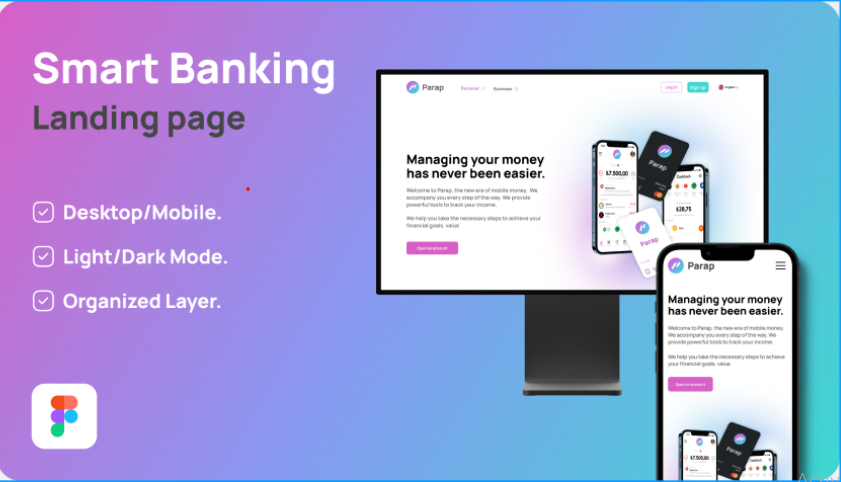 Smart Banking
Landing page
Desktop/Mobile.
Light/Dark Mode.
Organized Layer.
Parap
Personal
Business
Log in
Sign Up
Managing your money
has never been easier.
Welcome to Parap, the new era of mobile money. We
accompany you every step of the way. We provide
powerful tools to track your income.
We help you take the necessary steps to achieve your
financial goals. value
Open an account
Parap
₺7.500,00
Cashback
₺28,75
Parap
Parap
Managing your money
has never been easier.
Welcome to Parap, the new era of mobile money.
We accompany you every step of the way. We
provide powerful tools to track your income.
We help you take the necessary steps to achieve
your financial goals. value
Open an account
Parap
₺7.500,00
Cashback